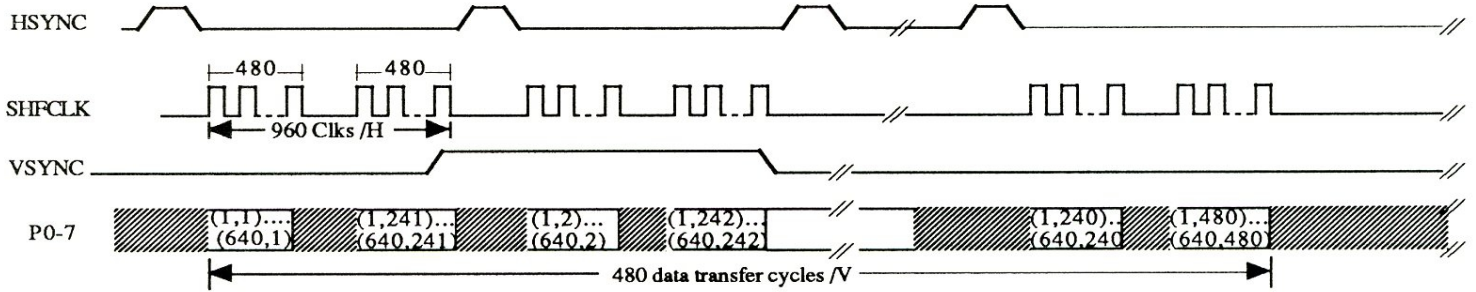 HSYNC
480 480
SHFCLK
960 Clks /H
VSYNC
P0-7
(1,1).... (1,241)... (1,2)... (1,242)... (1,240).. (1,480)...
(640,1) (640,241) (640,2) (640,242) (640,240 (640,480)
480 data transfer cycles /V